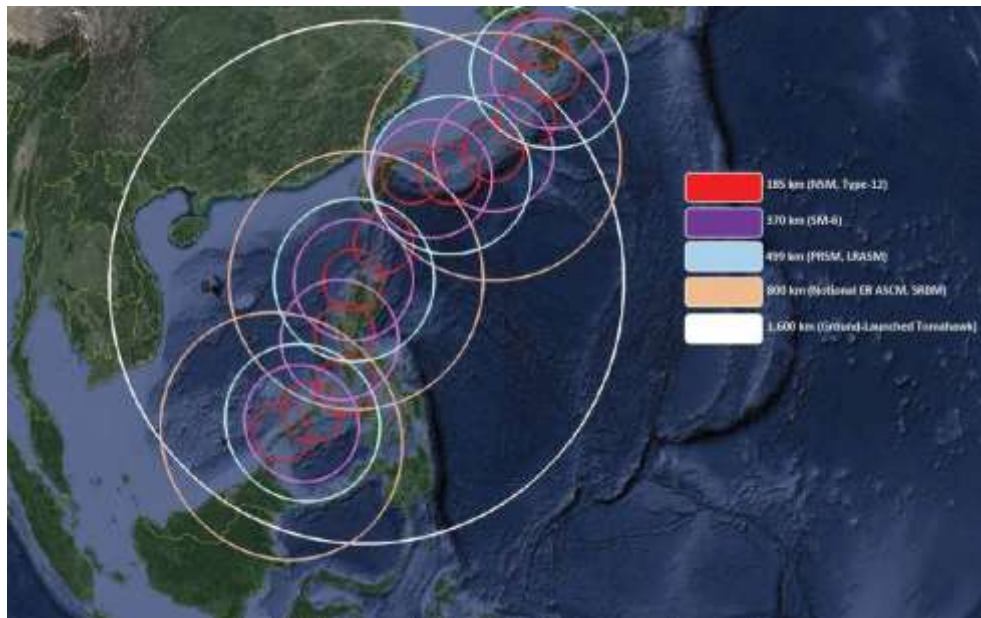 185 km (NSM, Type-12)
370 km (SM-6)
499 km (PRSM, LRASM)
800 km (Notional ER ASCM, SRBM)
1,600 km (Ground-Launched Tomahawk)